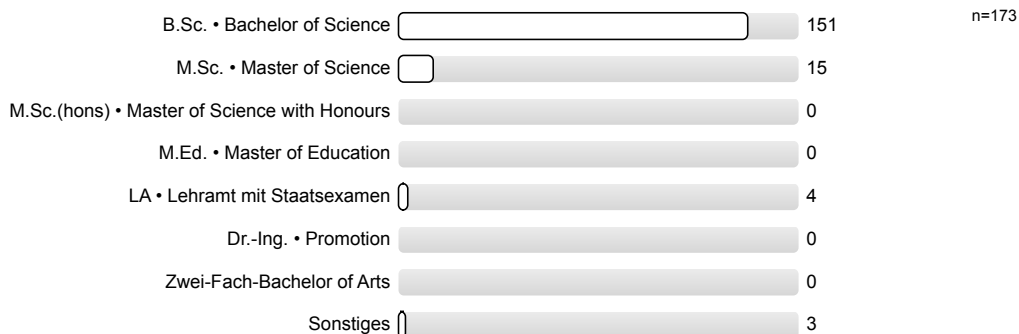 B.Sc. • Bachelor of Science 151 n=173
M.Sc. • Master of Science 15
M.Sc.(hons) • Master of Science with Honours 0
M.Ed. • Master of Education 0
LA • Lehramt mit Staatsexamen 4
Dr.-Ing. • Promotion 0
Zwei-Fach-Bachelor of Arts 0
Sonstiges 3